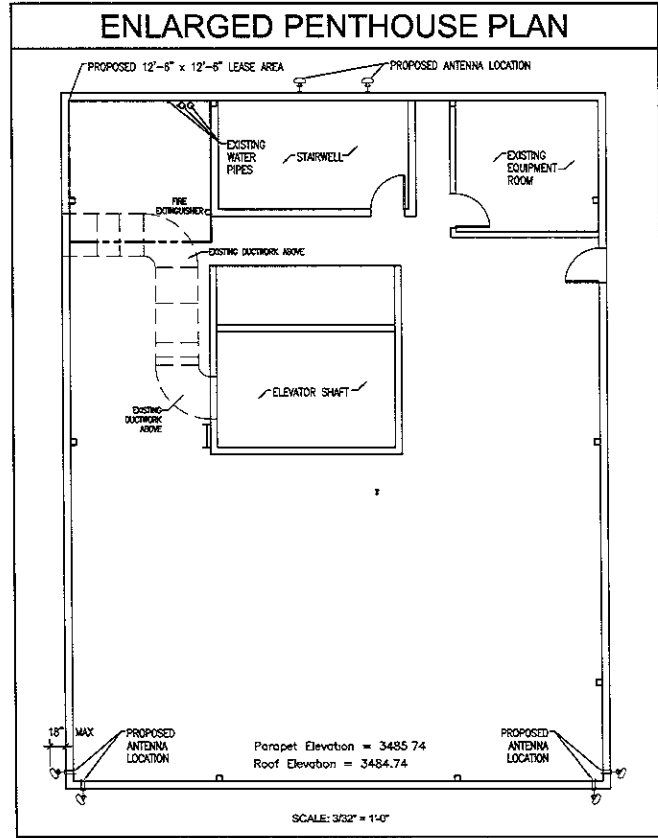 ENLARGED PENTHOUSE PLAN
PROPOSED 12'-6" x 12'-6" LEASE AREA
PROPOSED ANTENNA LOCATION
EXISTING
WATER
PIPES
STAIRWELL
EXISTING
EQUIPMENT
ROOM
FIRE
EXTINGUISHER
EXISTING DUCTWORK ABOVE
ELEVATOR SHAFT
EXISTING
DUCTWORK
ABOVE
18" MAX
PROPOSED
ANTENNA
LOCATION
Parapet Elevation = 3485.74
Roof Elevation = 3484.74
PROPOSED
ANTENNA
LOCATION
SCALE: 3/32" = 1'-0"